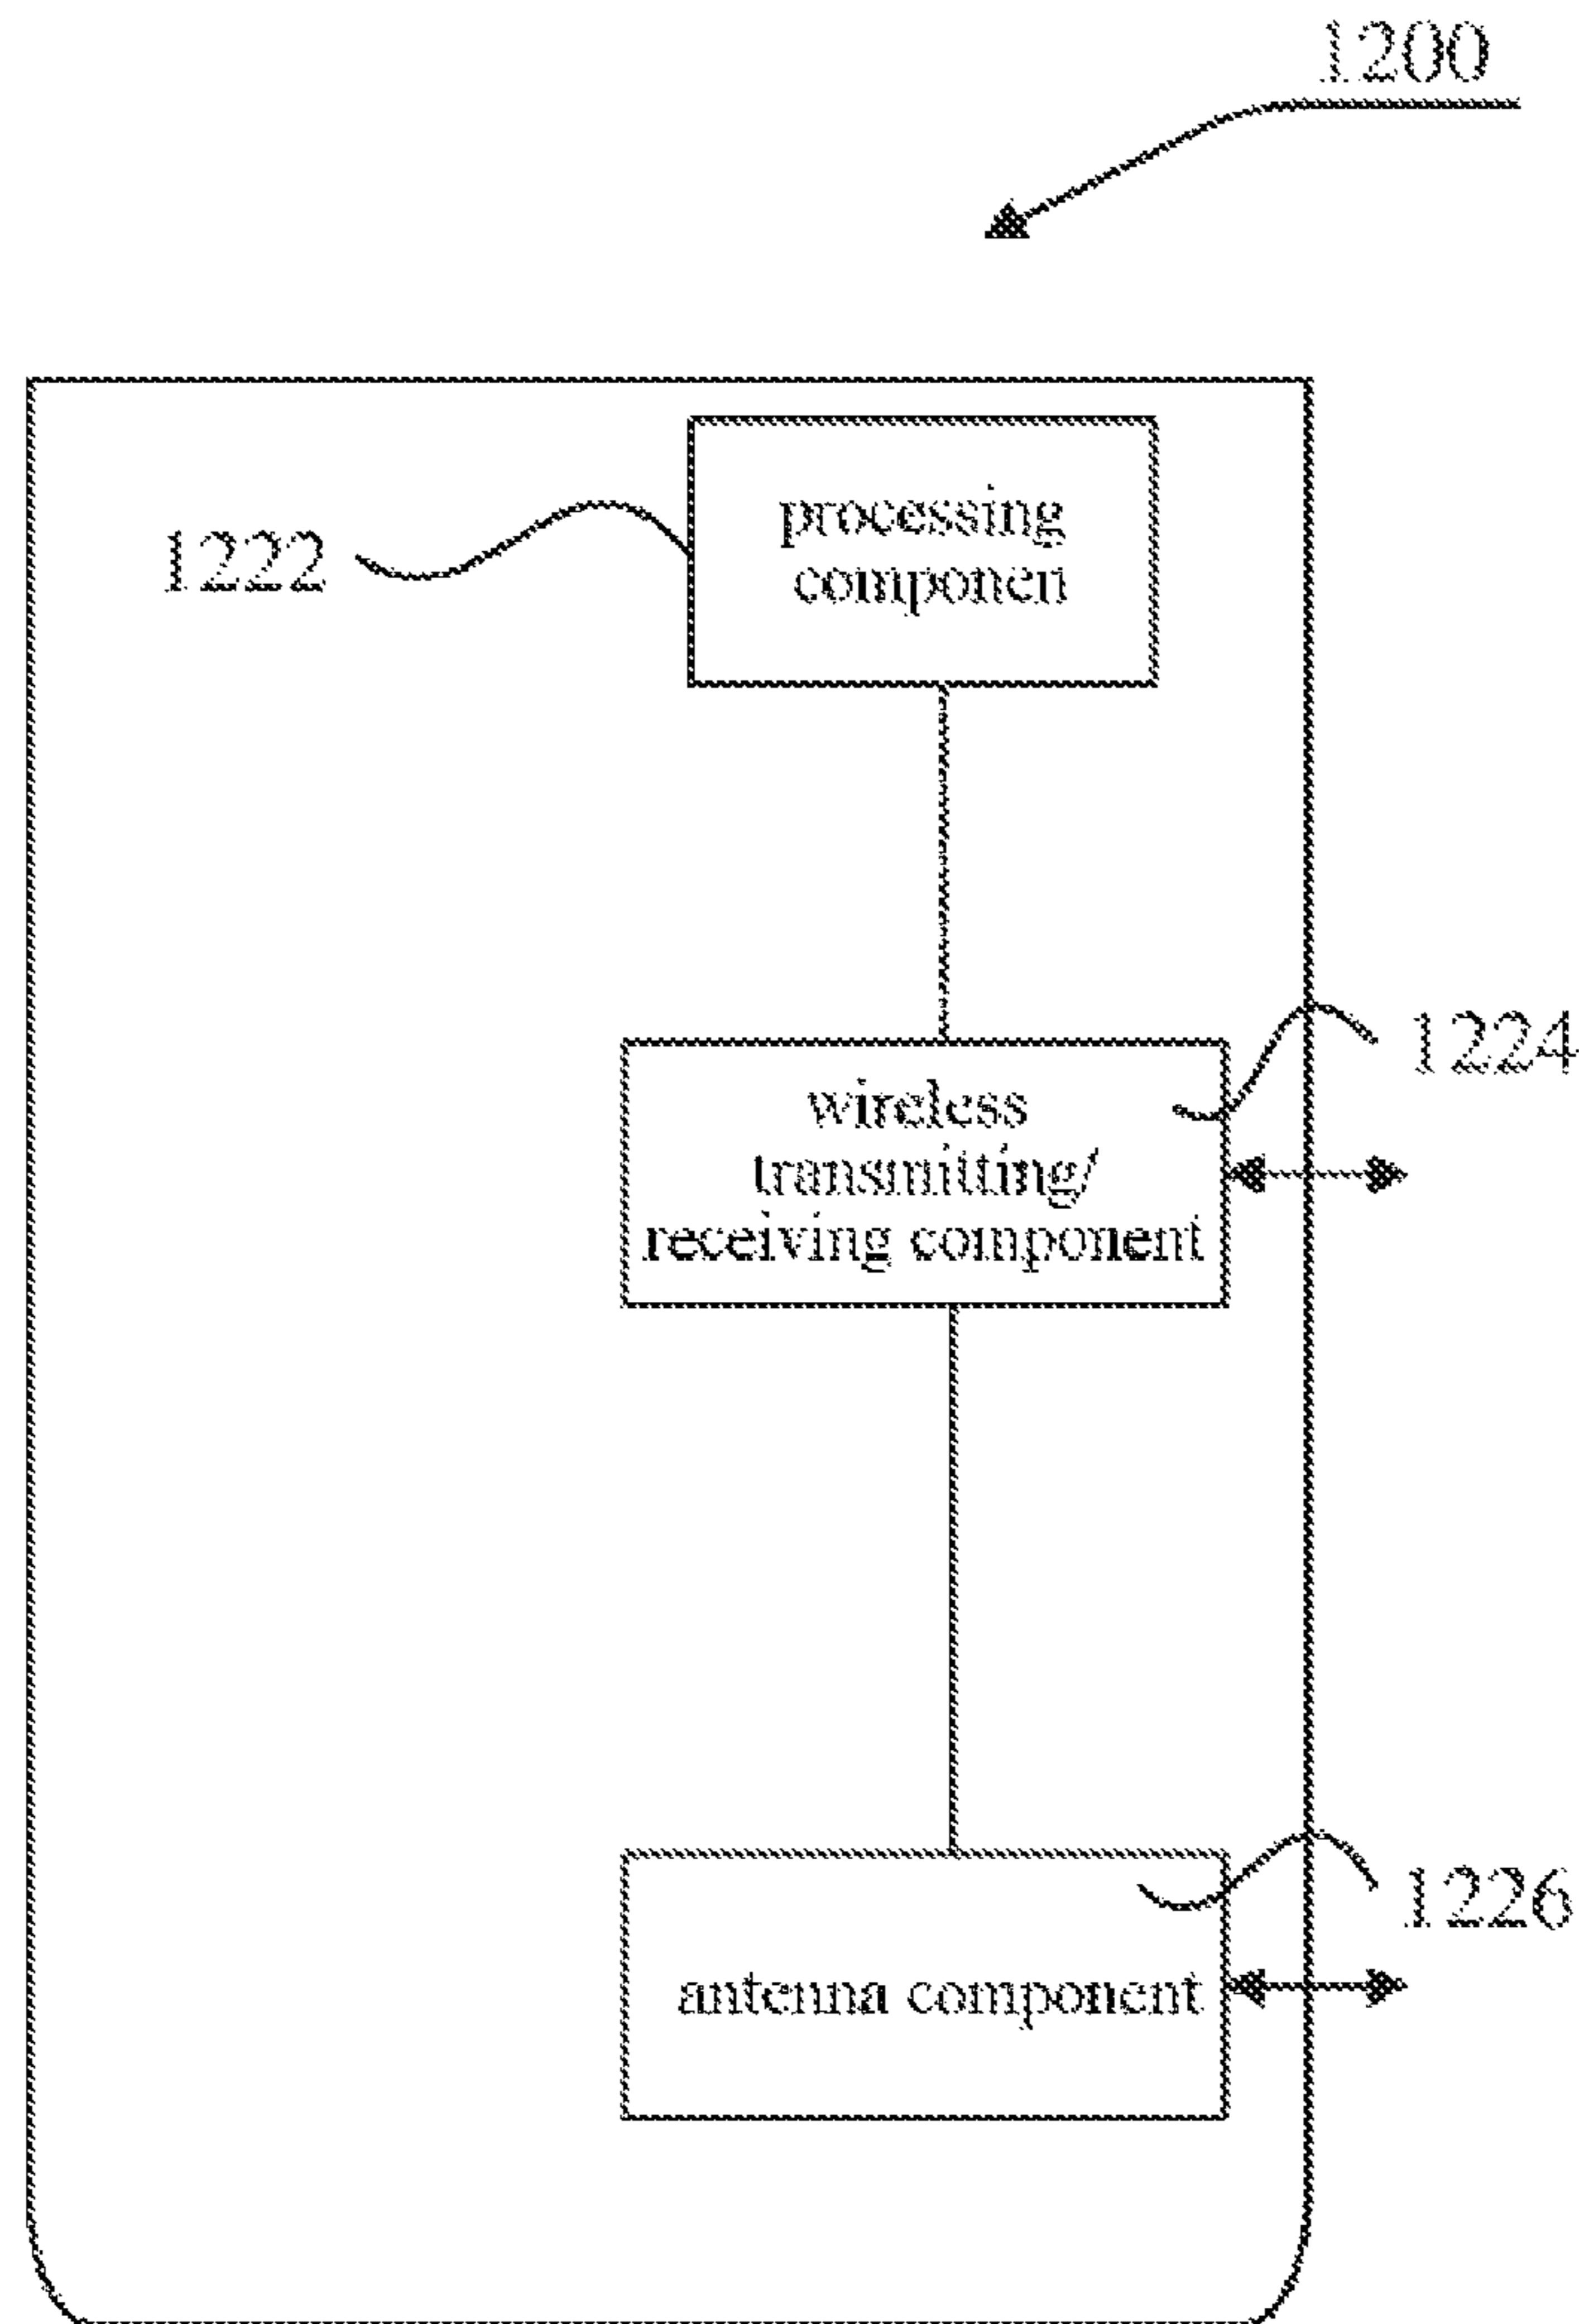 1200
processing
componen
1222
1224
wireless
transmitting/
receiving component
1226
antenna component